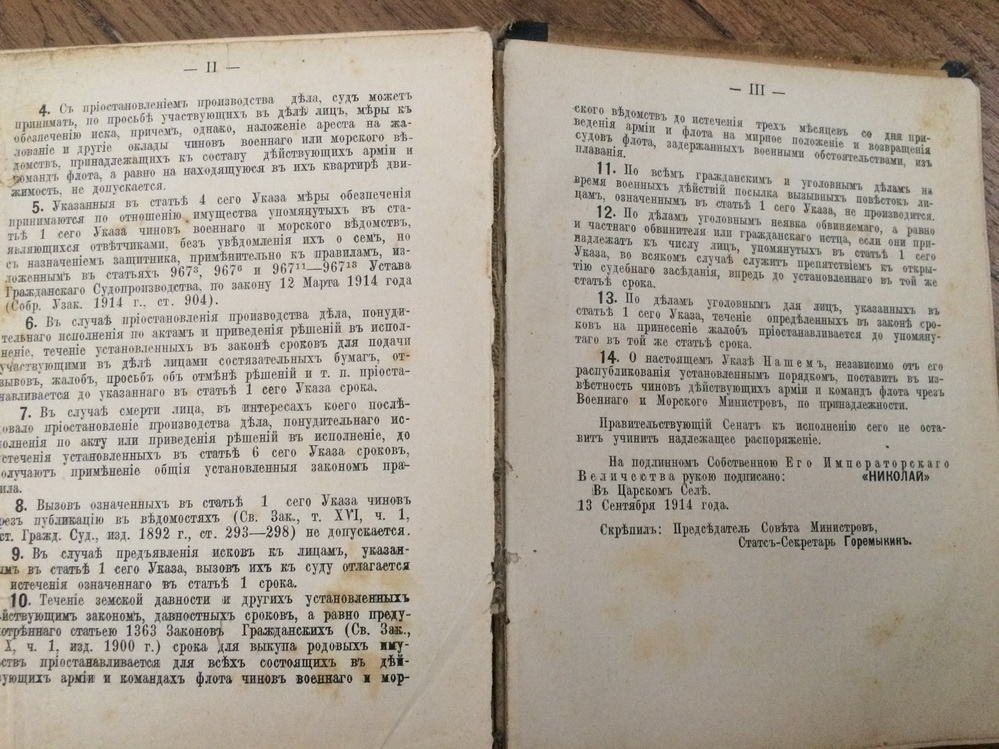 — II —
4. Съ пріостановленіемъ производства дѣла, судъ можетъ
принимать, по просьбѣ участвующихъ въ дѣлѣ лицъ, мѣры къ
обезпеченію иска, причемъ, однако, наложеніе ареста на жа-
лованіе и другіе оклады чиновъ военнаго или морского вѣ-
домствъ, принадлежащихъ къ составу дѣйствующихъ арміи и
командъ флота, а равно на находящуюся въ ихъ квартирѣ дви-
жимость, не допускается.
5. Указанныя въ статьѣ 4 сего Указа мѣры обезпеченія
принимаются по отношенію имущества упомянутыхъ въ ста-
тьѣ 1 сего Указа чиновъ военнаго и морского вѣдомствъ,
являющихся отвѣтчиками, безъ увѣдомленія ихъ о семъ, но
съ назначеніемъ защитника, примѣнительно къ правиламъ, из-
ложеннымъ въ статьяхъ 967³, 967⁶ и 967¹¹—967¹³ Устава
Гражданскаго Судопроизводства, по закону 12 Марта 1914 года
(Собр. Узак. 1914 г., ст. 904).
6. Въ случаѣ пріостановленія производства дѣла, понуди-
тельнаго исполненія по актамъ и приведенія рѣшеній въ испол-
неніе, теченіе установленныхъ въ законѣ сроковъ для подачи
участвующими въ дѣлѣ лицами состязательныхъ бумагъ, от-
зывовъ, жалобъ, просьбъ объ отмѣнѣ рѣшеній и т. п. пріоста-
навливается до указаннаго въ статьѣ 1 сего Указа срока.
7. Въ случаѣ смерти лица, въ интересахъ коего послѣ-
довало пріостановленіе производства дѣла, понудительнаго ис-
полненія по акту или приведенія рѣшеній въ исполненіе, до
истеченія установленныхъ въ статьѣ 6 сего Указа сроковъ,
получаютъ примѣненіе общія установленныя закономъ пра-
вила.
8. Вызовъ означенныхъ въ статьѣ 1 сего Указа чиновъ
резъ публикацію въ вѣдомостяхъ (Св. Зак., т. XVI, ч. 1,
ст. Гражд. Суд., изд. 1892 г., ст. 293—298) не допускается.
9. Въ случаѣ предъявленія исковъ къ лицамъ, указан-
ымъ въ статьѣ 1 сего Указа, вызовъ ихъ къ суду отлагается
истеченія означеннаго въ статьѣ 1 срока.
10. Теченіе земской давности и другихъ установленныхъ
ѣйствующимъ закономъ, давностныхъ сроковъ, а равно преду-
мотрѣннаго статьею 1363 Законовъ Гражданскихъ (Св. Зак.,
X, ч. 1, изд. 1900 г.) срока для выкупа родовыхъ иму-
ствъ пріостанавливается для всѣхъ состоящихъ въ дѣй-
вующихъ арміи и командахъ флота чиновъ военнаго и мор-
— III —
ского вѣдомствъ до истеченія трехъ мѣсяцевъ со дня при-
веденія арміи и флота на мирное положеніе и возвращенія
судовъ флота, задержанныхъ военными обстоятельствами, изъ
плаванія.
11. По всѣмъ гражданскимъ и уголовнымъ дѣламъ на
время военныхъ дѣйствій посылка вызывныхъ повѣстокъ ли-
цамъ, означеннымъ въ статьѣ 1 сего Указа, не производится.
12. По дѣламъ уголовнымъ неявка обвиняемаго, а равно
и частнаго обвинителя или гражданскаго истца, если они при-
надлежатъ къ числу лицъ, упомянутыхъ въ статьѣ 1 сего
Указа, во всякомъ случаѣ служитъ препятствіемъ къ откры-
тію судебнаго засѣданія, впредь до установленнаго въ той же
статьѣ срока.
13. По дѣламъ уголовнымъ для лицъ, указанныхъ въ
статьѣ 1 сего Указа, теченіе опредѣленныхъ въ законѣ сро-
ковъ на принесеніе жалобъ пріостанавливается до упомяну-
таго въ той же статьѣ срока.
14. О настоящемъ Указѣ Нашемъ, независимо отъ его
распубликованія установленнымъ порядкомъ, поставить въ из-
вѣстность чиновъ дѣйствующихъ арміи и командъ флота чрезъ
Военнаго и Морского Министровъ, по принадлежности.
Правительствующій Сенатъ къ исполненію сего не оста-
витъ учинить надлежащее распоряженіе.
На подлинномъ Собственною Его Императорскаго
Величества рукою подписано: «НИКОЛАЙ»
Въ Царскомъ Селѣ.
13 Сентября 1914 года.
Скрѣпилъ: Предсѣдатель Совѣта Министровъ,
Статсъ-Секретарь Горемыкинъ.